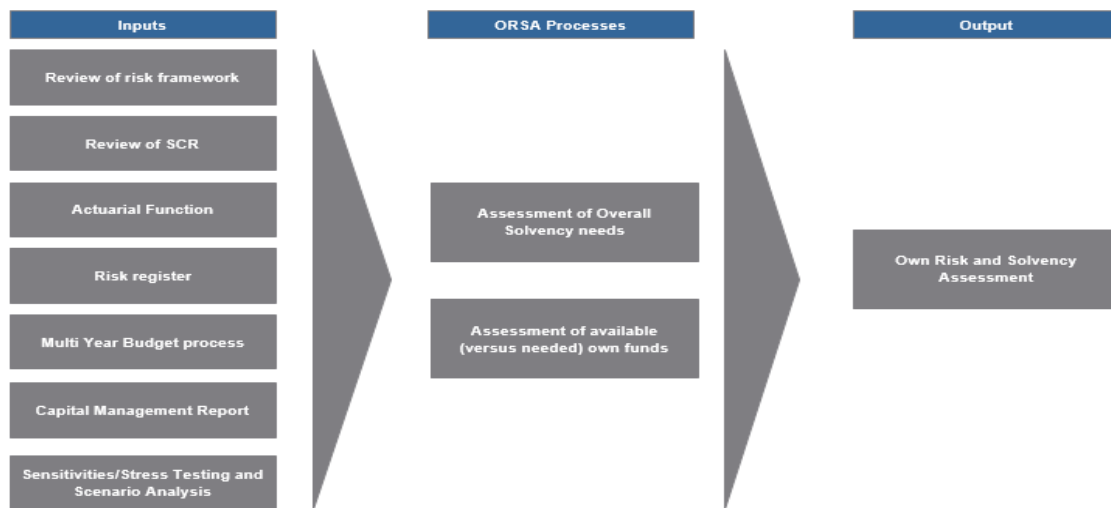 Inputs
Review of risk framework
Review of SCR
Actuarial Function
Risk register
Multi Year Budget process
Capital Management Report
Sensitivities/Stress Testing and
Scenario Analysis
ORSA Processes
Assessment of Overall
Solvency needs
Assessment of available
(versus needed) own funds
Output
Own Risk and Solvency
Assessment